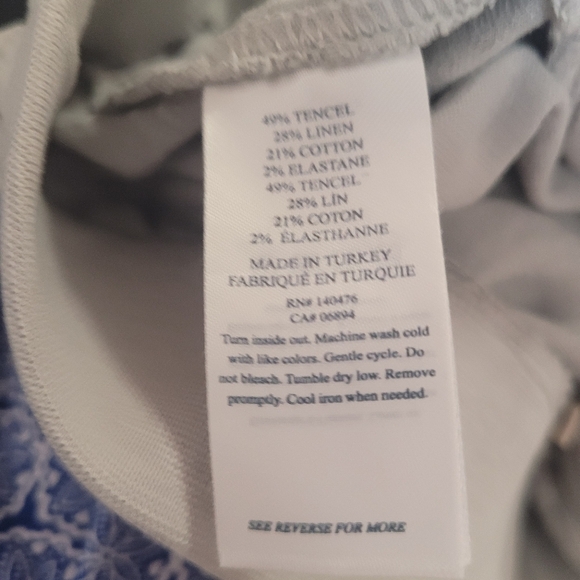 49% TENCEL
28% LINEN
21% COTTON
2% ELASTANE
49% TENCEL
28% LIN
21% COTON
2% ÉLASTHANNE
MADE IN TURKEY
FABRIQUÉ EN TURQUIE
RN# 140476
CA# 06894
Turn inside out. Machine wash cold
with like colors. Gentle cycle. Do
not bleach. Tumble dry low. Remove
promptly. Cool iron when needed.
SEE REVERSE FOR MORE